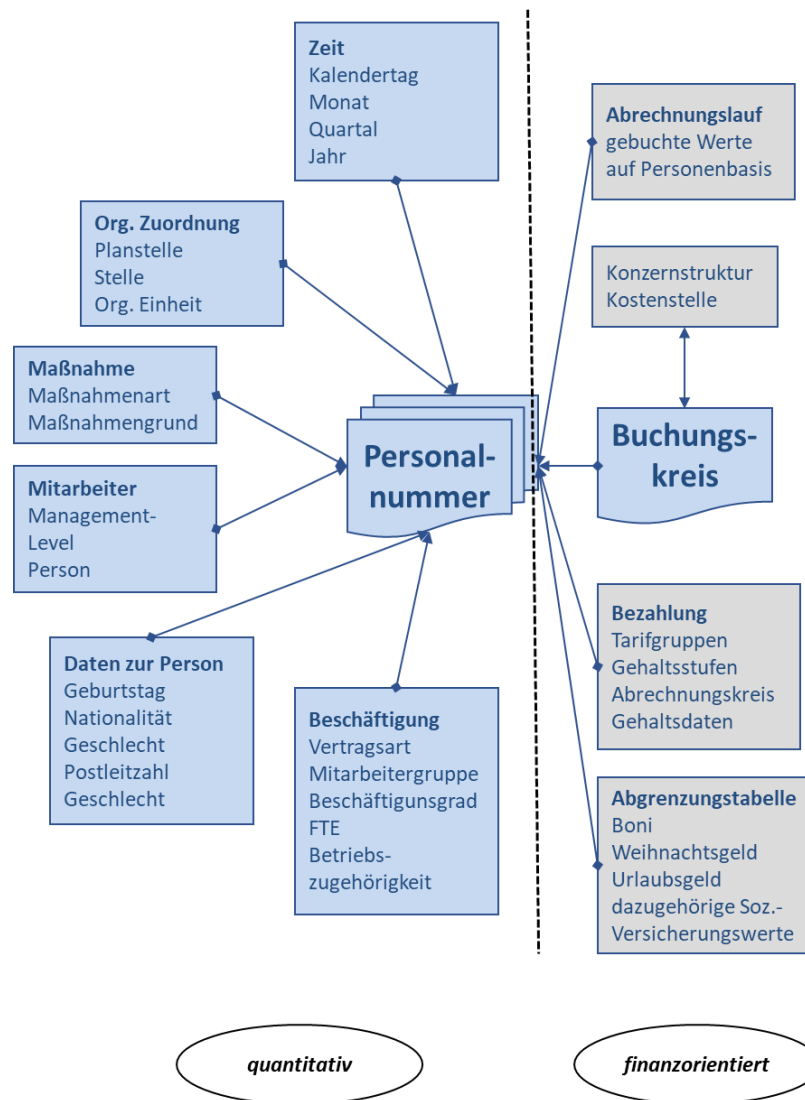 Zeit
Kalendertag
Monat
Quartal
Jahr
Abrechnungslauf
gebuchte Werte
auf Personenbasis
Org. Zuordnung
Planstelle
Stelle
Org. Einheit
Konzernstruktur
Kostenstelle
Maßnahme
Maßnahmenart
Maßnahmengrund
Personal-
nummer
Buchungs-
kreis
Mitarbeiter
Management-
Level
Person
Daten zur Person
Geburtstag
Nationalität
Geschlecht
Postleitzahl
Geschlecht
Beschäftigung
Vertragsart
Mitarbeitergruppe
Beschäftigunsgrad
FTE
Betriebs-
zugehörigkeit
Bezahlung
Tarifgruppen
Gehaltsstufen
Abrechnungskreis
Gehaltsdaten
Abgrenzungstabelle
Boni
Weihnachtsgeld
Urlaubsgeld
dazugehörige Soz.-
Versicherungswerte
quantitativ
finanzorientiert